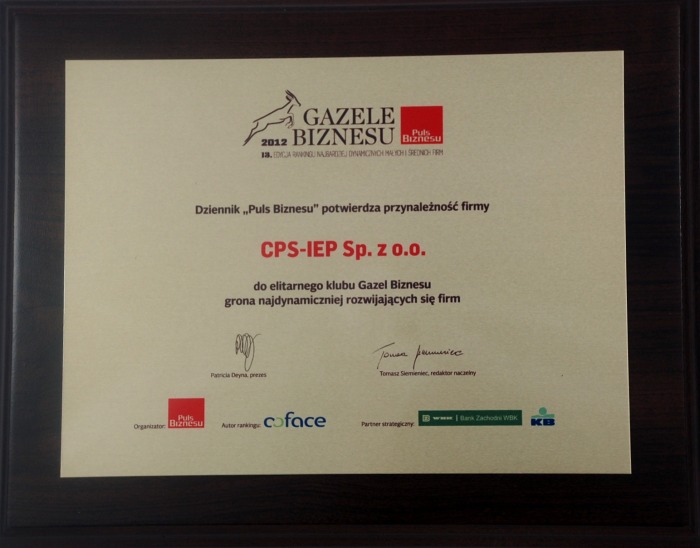 GAZELE
2012 BIZNESU
Puls
Biznesu
13. EDYCJA RANKINGU NAJBARDZIEJ DYNAMICZNYCH MAŁYCH I ŚREDNICH FIRM
Dziennik „Puls Biznesu” potwierdza przynależność firmy
CPS-IEP Sp. z o.o.
do elitarnego klubu Gazel Biznesu
grona najdynamiczniej rozwijających się firm
Patricia Deyna, prezes
Tomasz Siemieniec, redaktor naczelny
Organizator: Puls Biznesu
Autor rankingu: coface
Partner strategiczny: WBK | Bank Zachodni WBK
KB